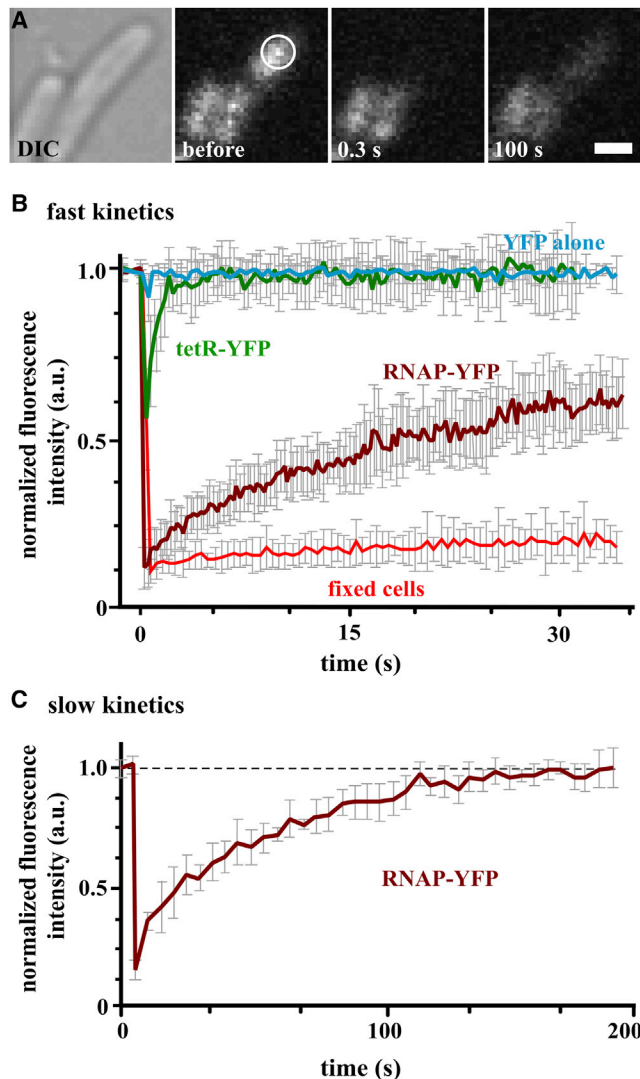 A
DIC
before
0.3 s
100 s
B fast kinetics
YFP alone
tetR-YFP
RNAP-YFP
fixed cells
normalized fluorescence
intensity (a.u.)
1.0
0.5
0
0
15
30
time (s)
C slow kinetics
RNAP-YFP
normalized fluorescence
intensity (a.u.)
1.0
0.5
0
0
100
200
time (s)